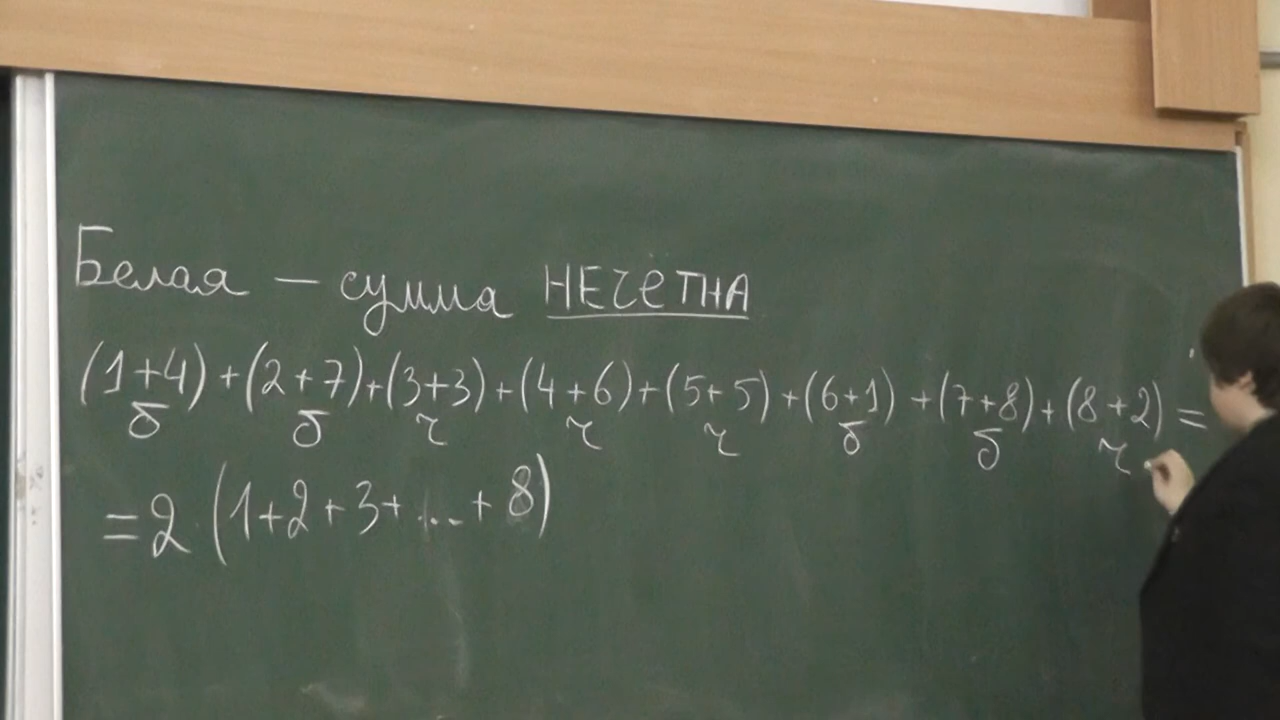 Белая — сумма НЕЧеТНА
(1+4) + (2+7) + (3+3) + (4+6) + (5+5) + (6+1) + (7+8) + (8+2) =
б б ч ч ч б б ч
= 2 (1+2+3+...+8)